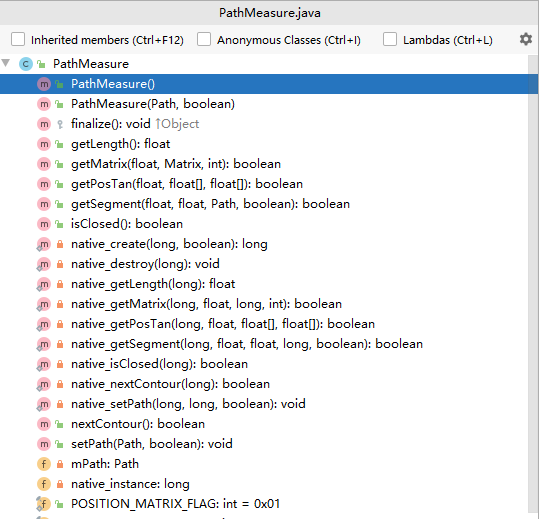 PathMeasure.java
Inherited members (Ctrl+F12) Anonymous Classes (Ctrl+I) Lambdas (Ctrl+L)
PathMeasure
PathMeasure()
PathMeasure(Path, boolean)
finalize(): void ↑Object
getLength(): float
getMatrix(float, Matrix, int): boolean
getPosTan(float, float[], float[]): boolean
getSegment(float, float, Path, boolean): boolean
isClosed(): boolean
native_create(long, boolean): long
native_destroy(long): void
native_getLength(long): float
native_getMatrix(long, float, long, int): boolean
native_getPosTan(long, float, float[], float[]): boolean
native_getSegment(long, float, float, long, boolean): boolean
native_isClosed(long): boolean
native_nextContour(long): boolean
native_setPath(long, long, boolean): void
nextContour(): boolean
setPath(Path, boolean): void
mPath: Path
native_instance: long
POSITION_MATRIX_FLAG: int = 0x01